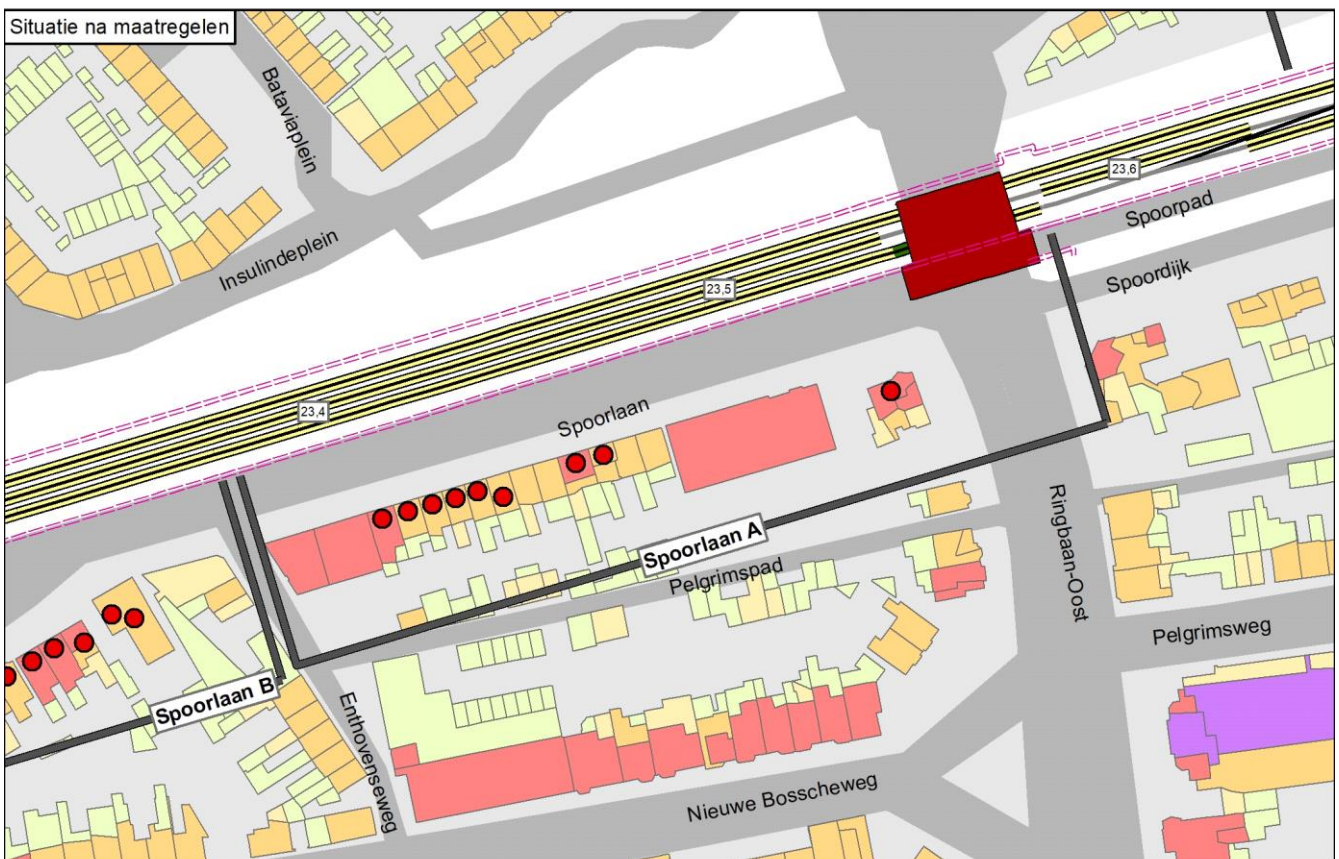 Situatie na maatregelen
Bataviaplein
Insulindeplein
23,6
Spoorpad
Spoordijk
23,5
23,4
Spoorlaan
Ringbaan-Oost
Spoorlaan A
Pelgrimspad
Pelgrimsweg
Spoorlaan B
Enthovenseweg
Nieuwe Bosscheweg